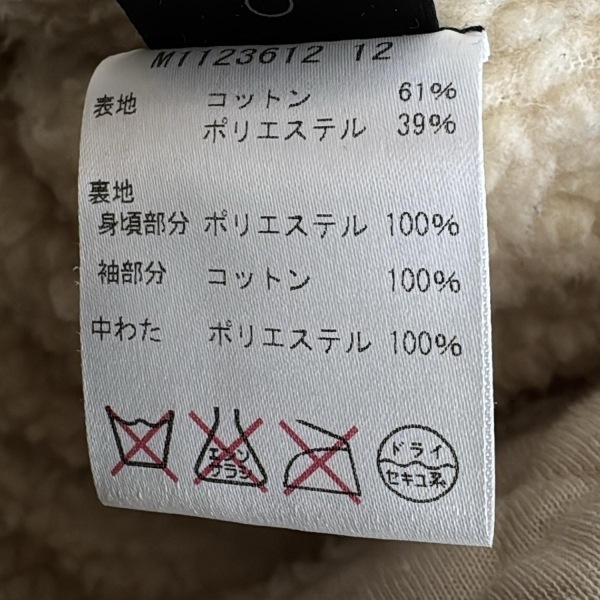 M1123612 12
表地 コットン 61%
ポリエステル 39%
裏地
身頃部分 ポリエステル 100%
袖部分 コットン 100%
中わた ポリエステル 100%
エンソ
サラシ
ドライ
セキユ系